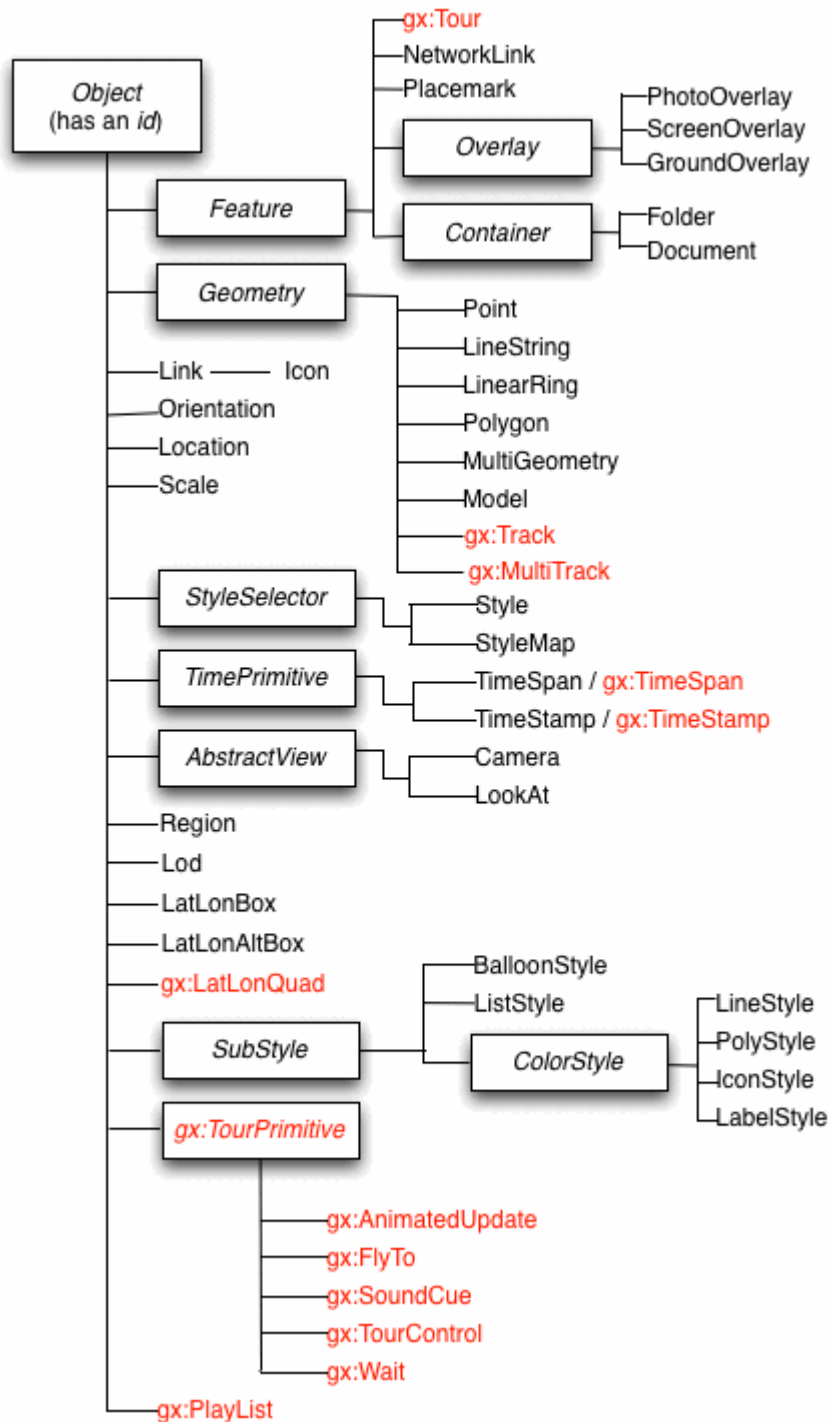 gx:Tour
NetworkLink
Placemark
Object
(has an id)
Overlay
PhotoOverlay
ScreenOverlay
GroundOverlay
Feature
Container
Folder
Document
Geometry
Point
LineString
LinearRing
Polygon
MultiGeometry
Model
gx:Track
gx:MultiTrack
Link
Icon
Orientation
Location
Scale
StyleSelector
Style
StyleMap
TimePrimitive
TimeSpan / gx:TimeSpan
TimeStamp / gx:TimeStamp
AbstractView
Camera
LookAt
Region
Lod
LatLonBox
LatLonAltBox
gx:LatLonQuad
SubStyle
BalloonStyle
ListStyle
ColorStyle
LineStyle
PolyStyle
IconStyle
LabelStyle
gx:TourPrimitive
gx:AnimatedUpdate
gx:FlyTo
gx:SoundCue
gx:TourControl
gx:Wait
gx:PlayList